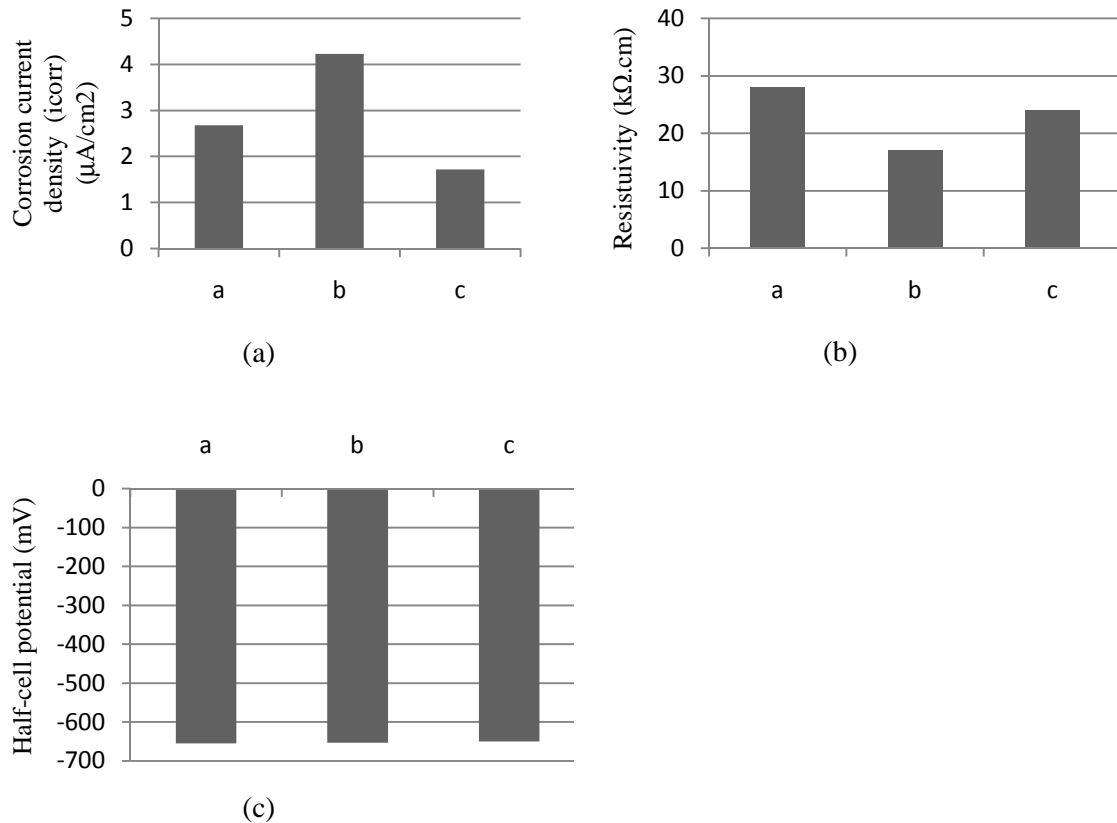 Corrosion current
density (icorr)
(µA/cm2)
5
4
3
2
1
0
a b c
(a)
Resistuivity (kΩ.cm)
40
30
20
10
0
a b c
(b)
a b c
Half-cell potential (mV)
0
-100
-200
-300
-400
-500
-600
-700
(c)